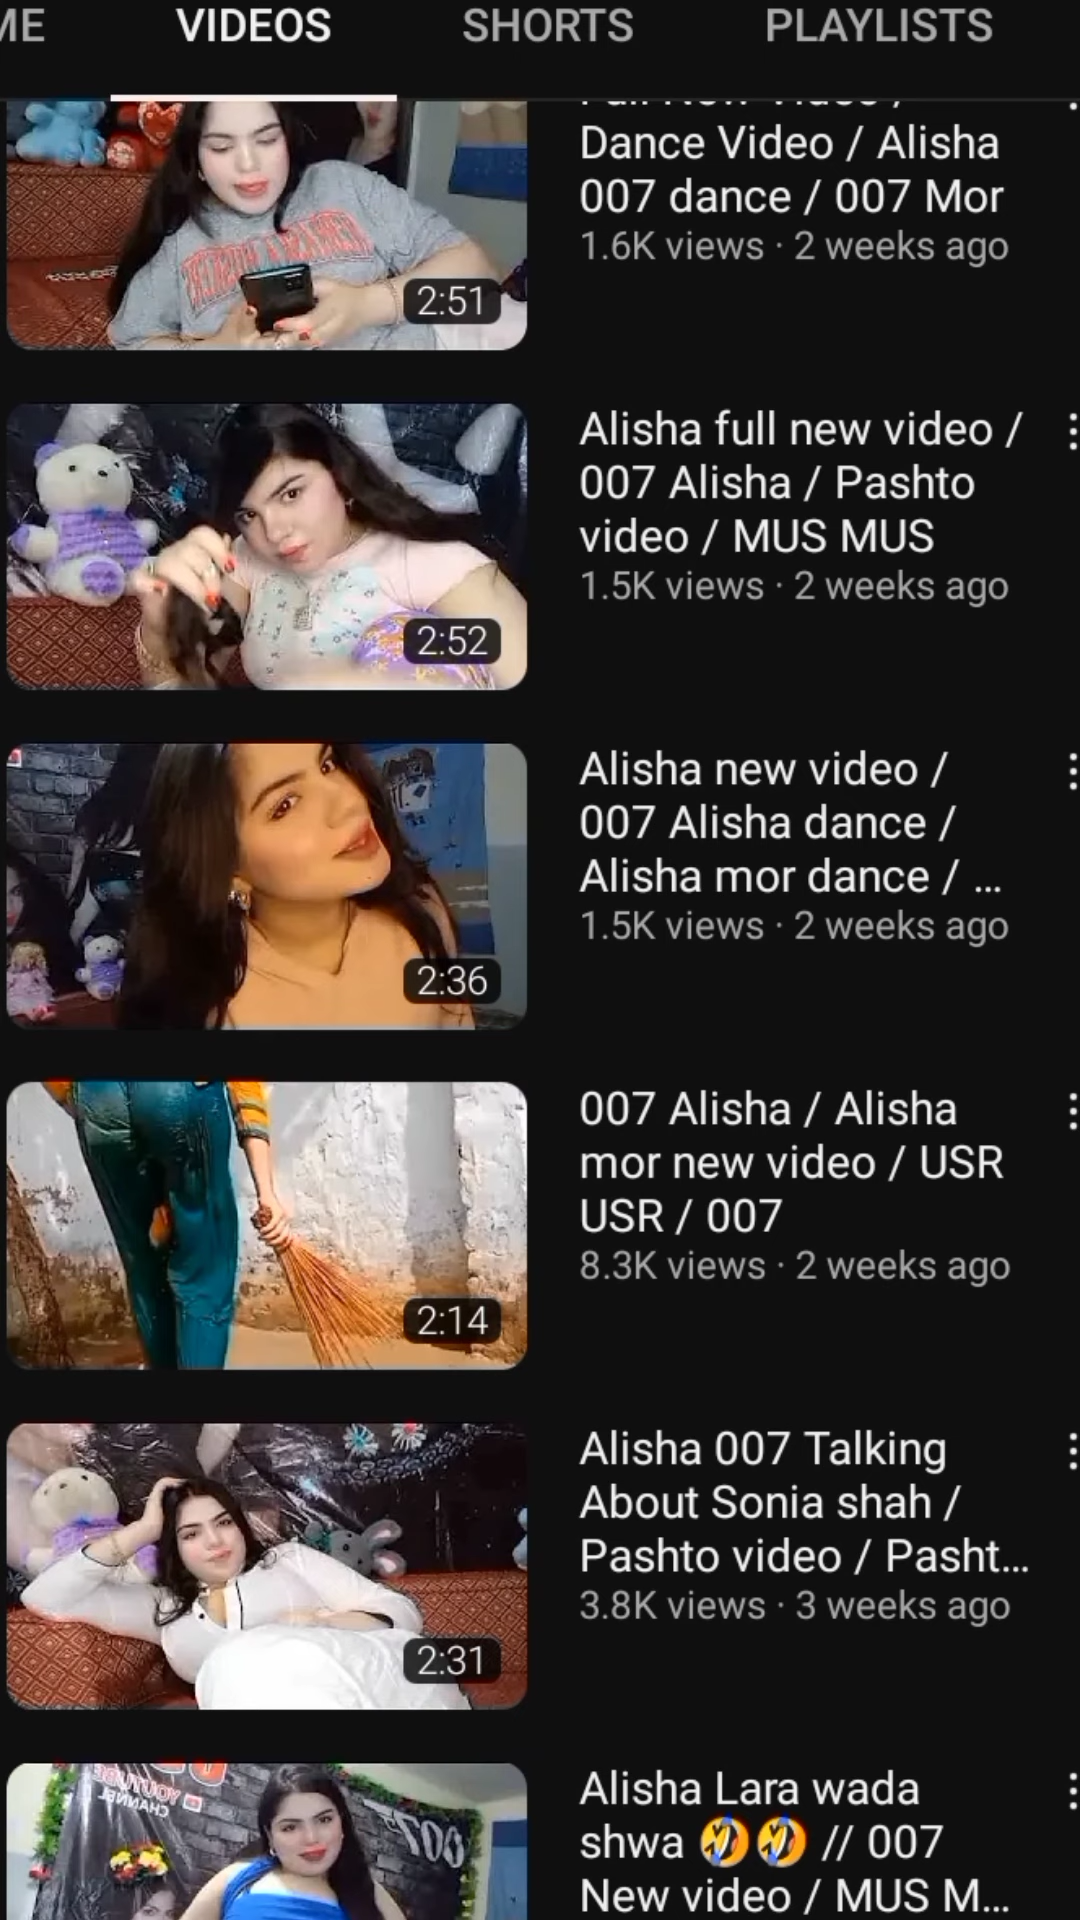 VIDEOS
SHORTS
PLAYLISTS
Dance Video / Alisha
007 dance / 007 Mor
1.6K views · 2 weeks ago
2:51
Alisha full new video /
007 Alisha / Pashto
video / MUS MUS
1.5K views · 2 weeks ago
2:52
Alisha new video /
007 Alisha dance /
Alisha mor dance / ...
1.5K views · 2 weeks ago
2:36
007 Alisha / Alisha
mor new video / USR
USR / 007
8.3K views · 2 weeks ago
2:14
Alisha 007 Talking
About Sonia shah /
Pashto video / Pasht...
3.8K views · 3 weeks ago
2:31
YOUTUBE
CHANNEL
007
Alisha Lara wada
shwa 🤣🤣 // 007
New video / MUS M...